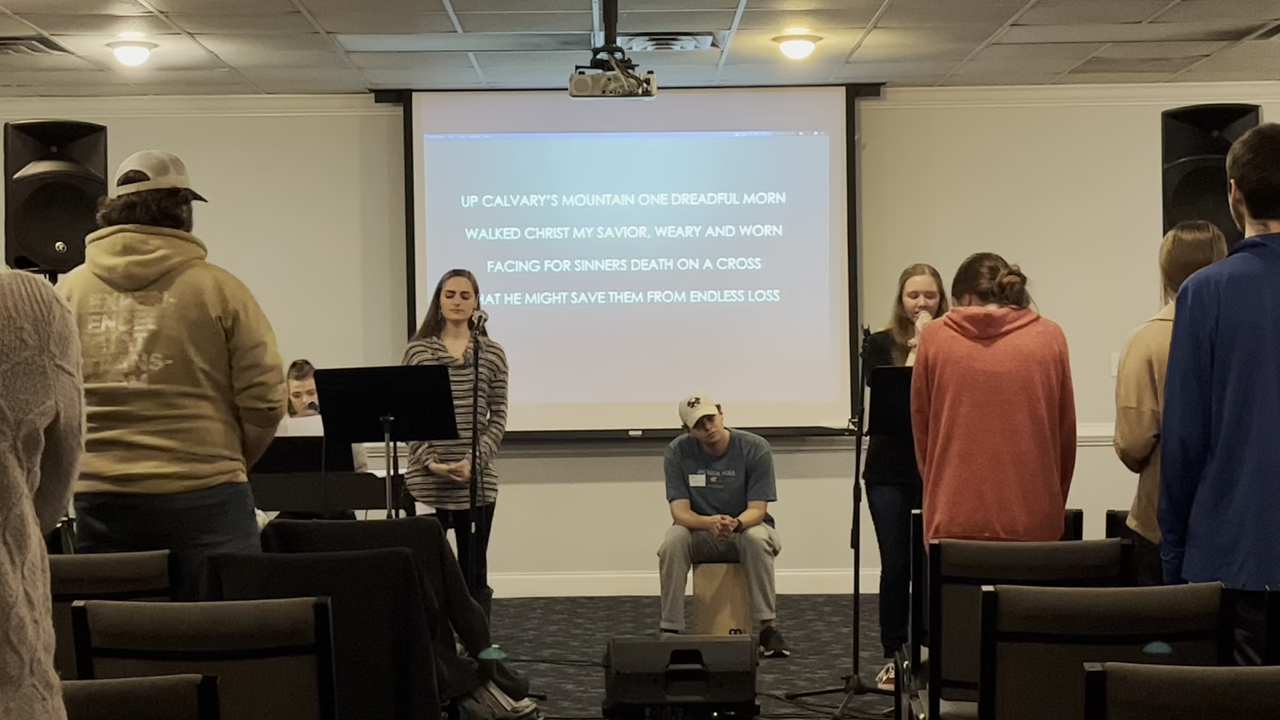 UP CALVARY'S MOUNTAIN ONE DREADFUL MORN
WALKED CHRIST MY SAVIOR, WEARY AND WORN
FACING FOR SINNERS DEATH ON A CROSS
HAT HE MIGHT SAVE THEM FROM ENDLESS LOSS